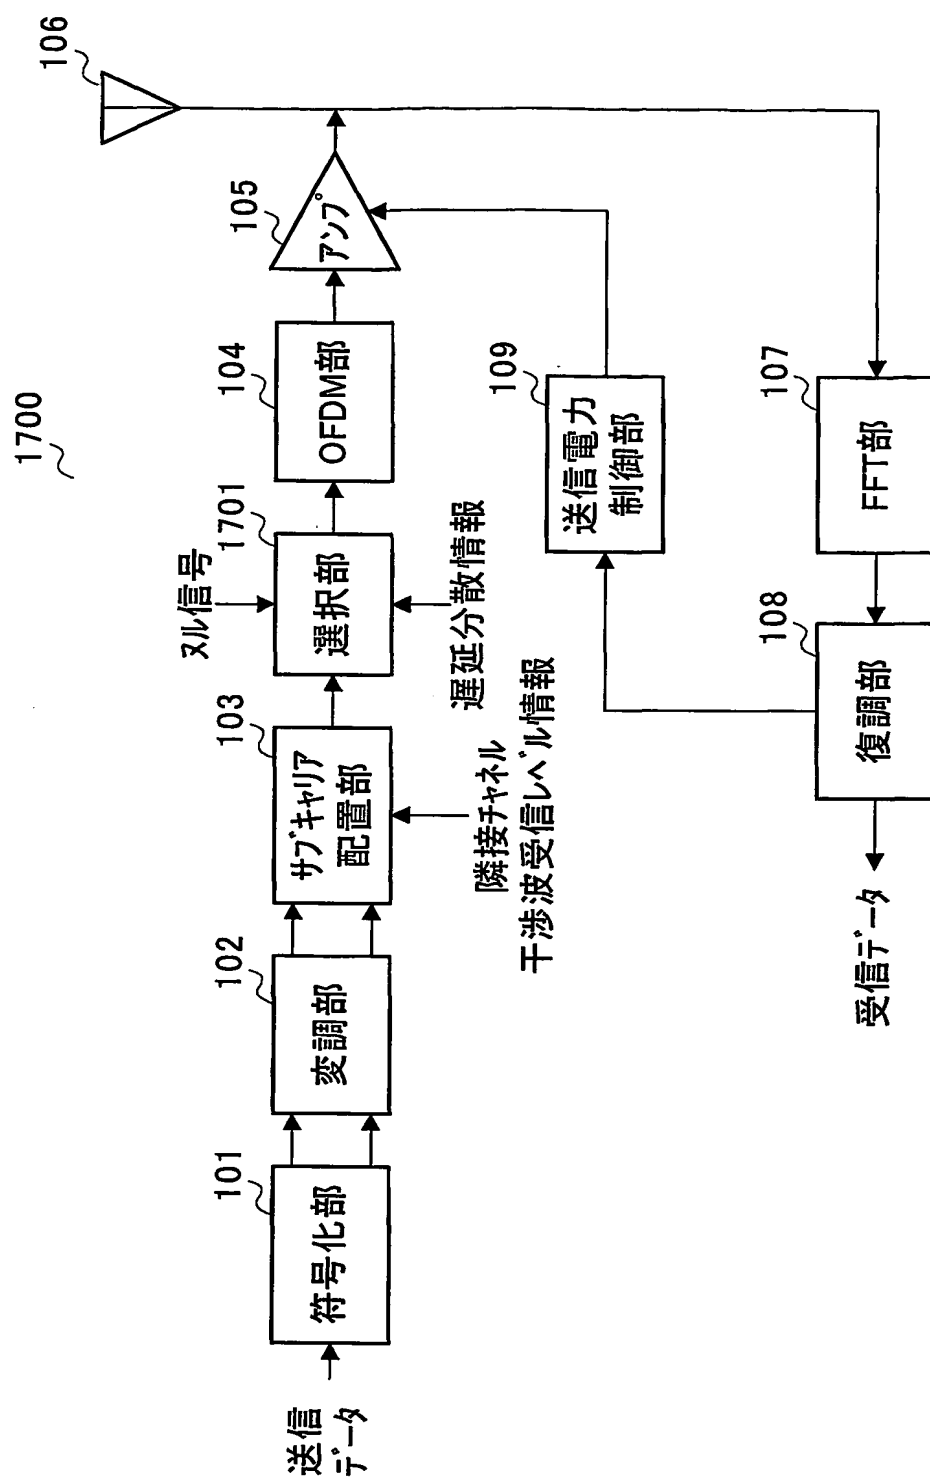 1700
106
105
アンプ
104
OFDM部
1701
ヌル信号
選択部
遅延分散情報
103
サブキャリア
配置部
隣接チャネル
干渉波受信レベル情報
102
変調部
101
符号化部
送信
データ
109
送信電力
制御部
107
FFT部
108
復調部
受信データ